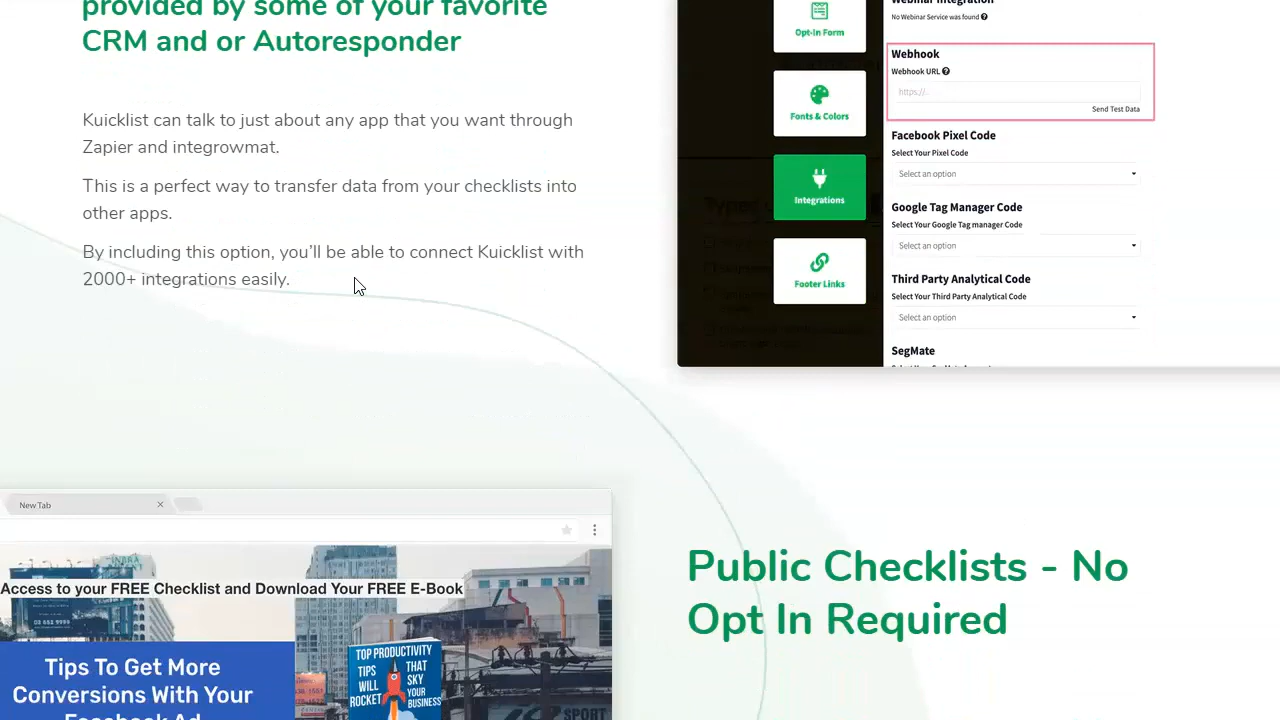 provided by some of your favorite
CRM and or Autoresponder
Kuicklist can talk to just about any app that you want through
Zapier and integrowmat.
This is a perfect way to transfer data from your checklists into
other apps.
By including this option, you'll be able to connect Kuicklist with
2000+ integrations easily.
Opt-In Form
Fonts & Colors
Integrations
Footer Links
No Webinar Service was found
Webhook
Webhook URL
https://..
Send Test Data
Facebook Pixel Code
Select Your Pixel Code
Select an option
Google Tag Manager Code
Select Your Google Tag manager Code
Select an option
Third Party Analytical Code
Select Your Third Party Analytical Code
Select an option
SegMate
New Tab
Access to your FREE Checklist and Download Your FREE E-Book
Tips To Get More
Conversions With Your
Facebook Ad
TOP PRODUCTIVITY
TIPS THAT
WILL SKY
ROCKET YOUR
BUSINESS
SPORT
Public Checklists - No
Opt In Required